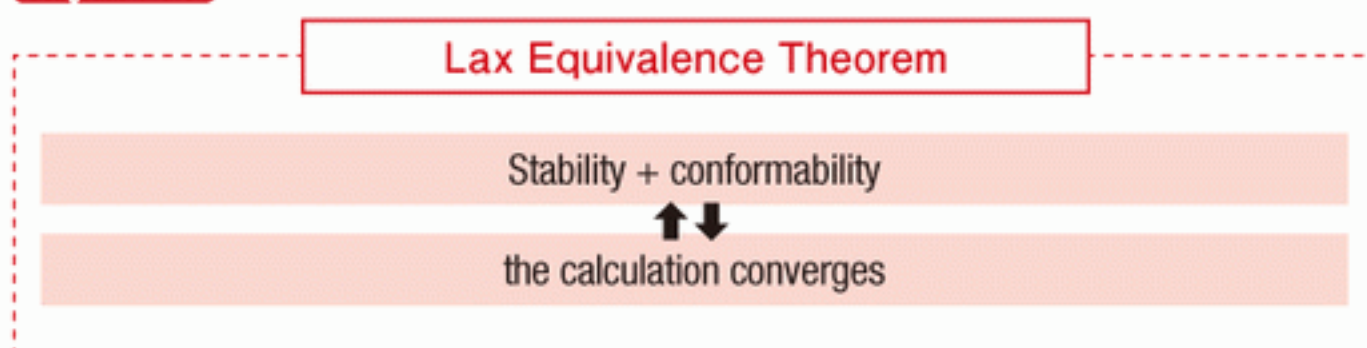 Lax Equivalence Theorem
Stability + conformability
the calculation converges